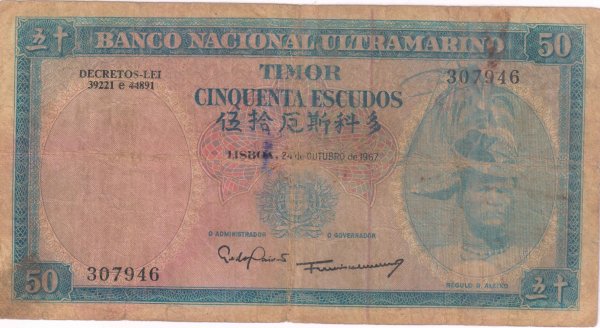 五十 BANCO NACIONAL ULTRAMARINO 50
DECRETOS-LEI
39221 e 44891
TIMOR
307946
CINQUENTA ESCUDOS
伍拾厄斯科多
LISBOA, 24 de OUTUBRO de 1967
O ADMINISTRADOR O GOVERNADOR
50 307946
RÉGULO D. ALEIXO
五十